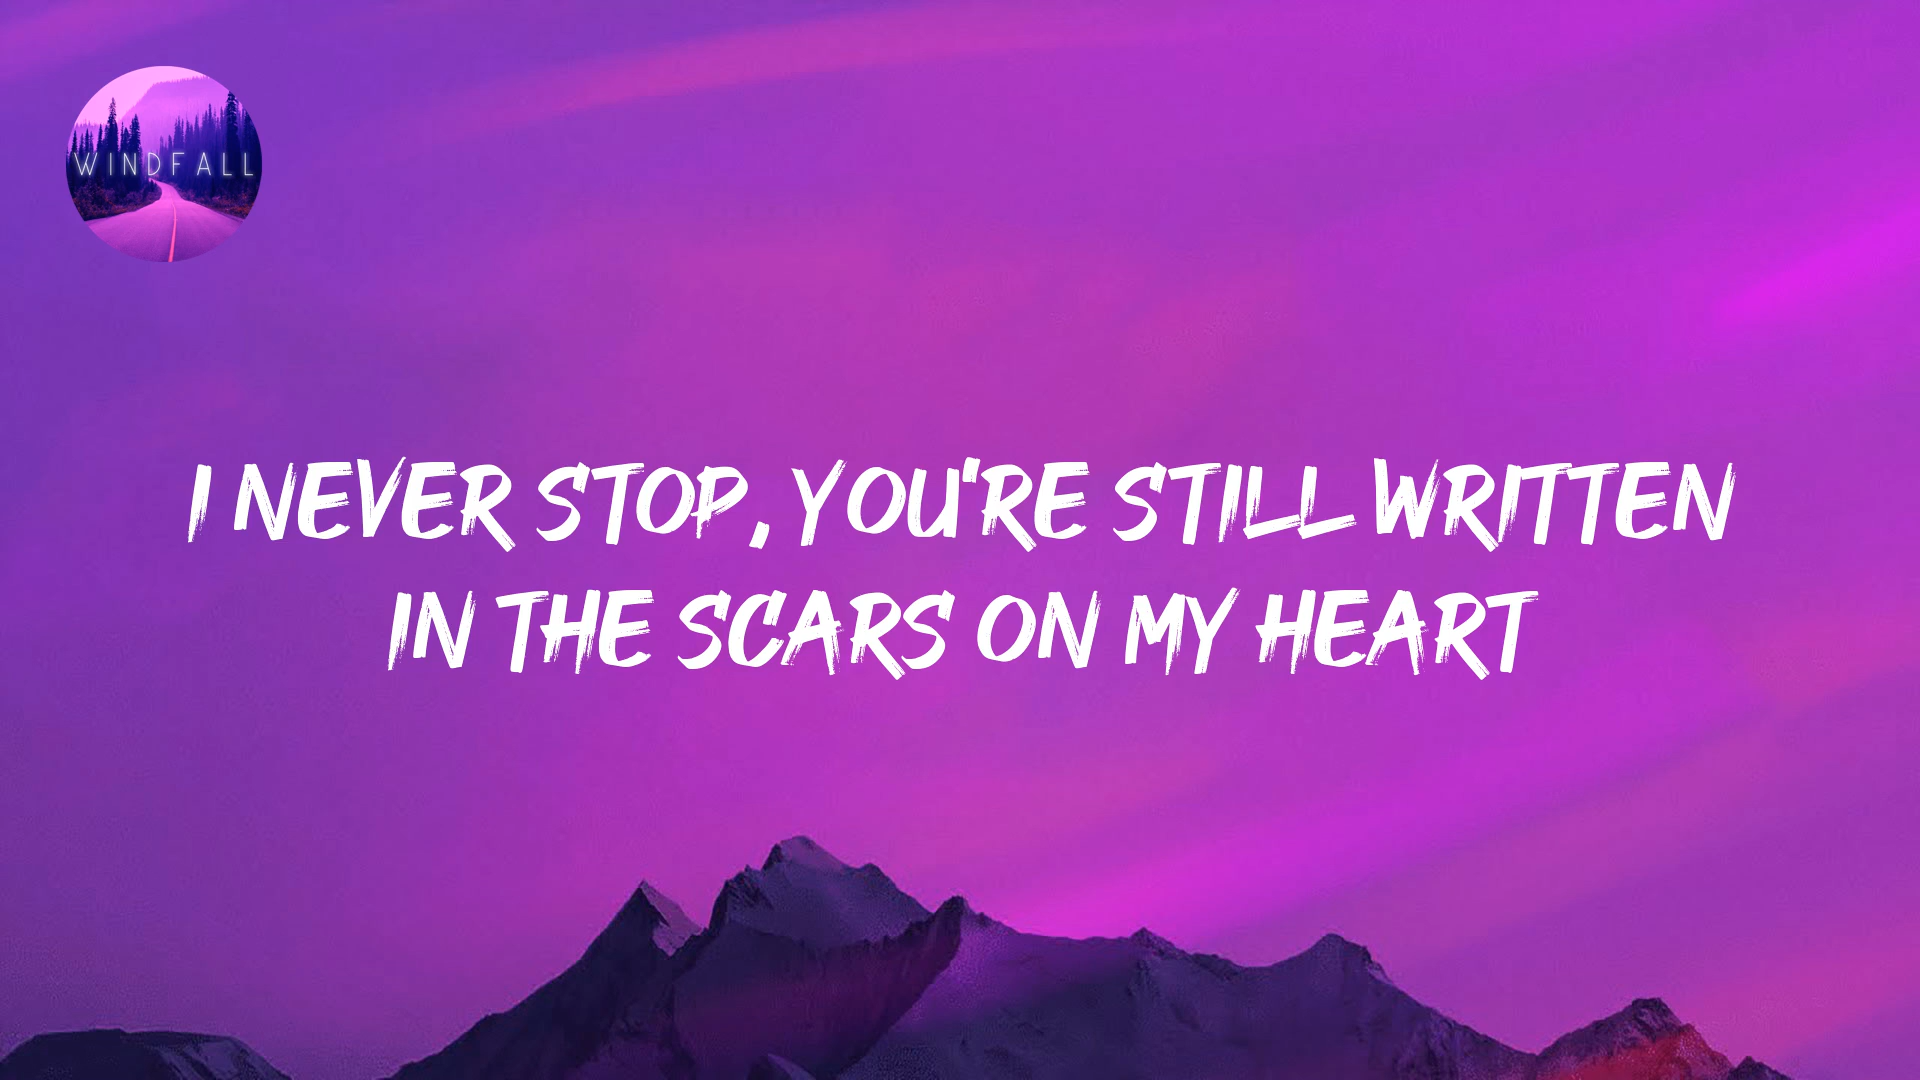 WINDFALL
I NEVER STOP, YOU'RE STILL WRITTEN
IN THE SCARS ON MY HEART